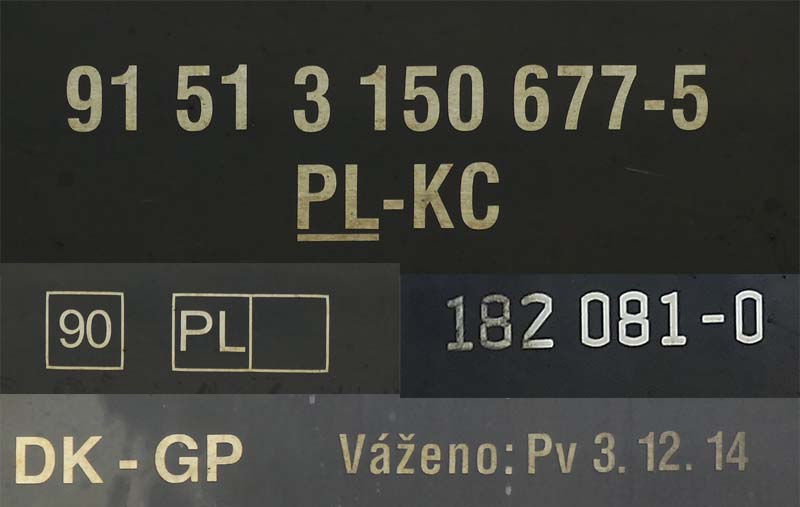 91 51 3 150 677-5
PL-KC
90 PL
182 081-0
DK - GP
Váženo: Pv 3. 12. 14